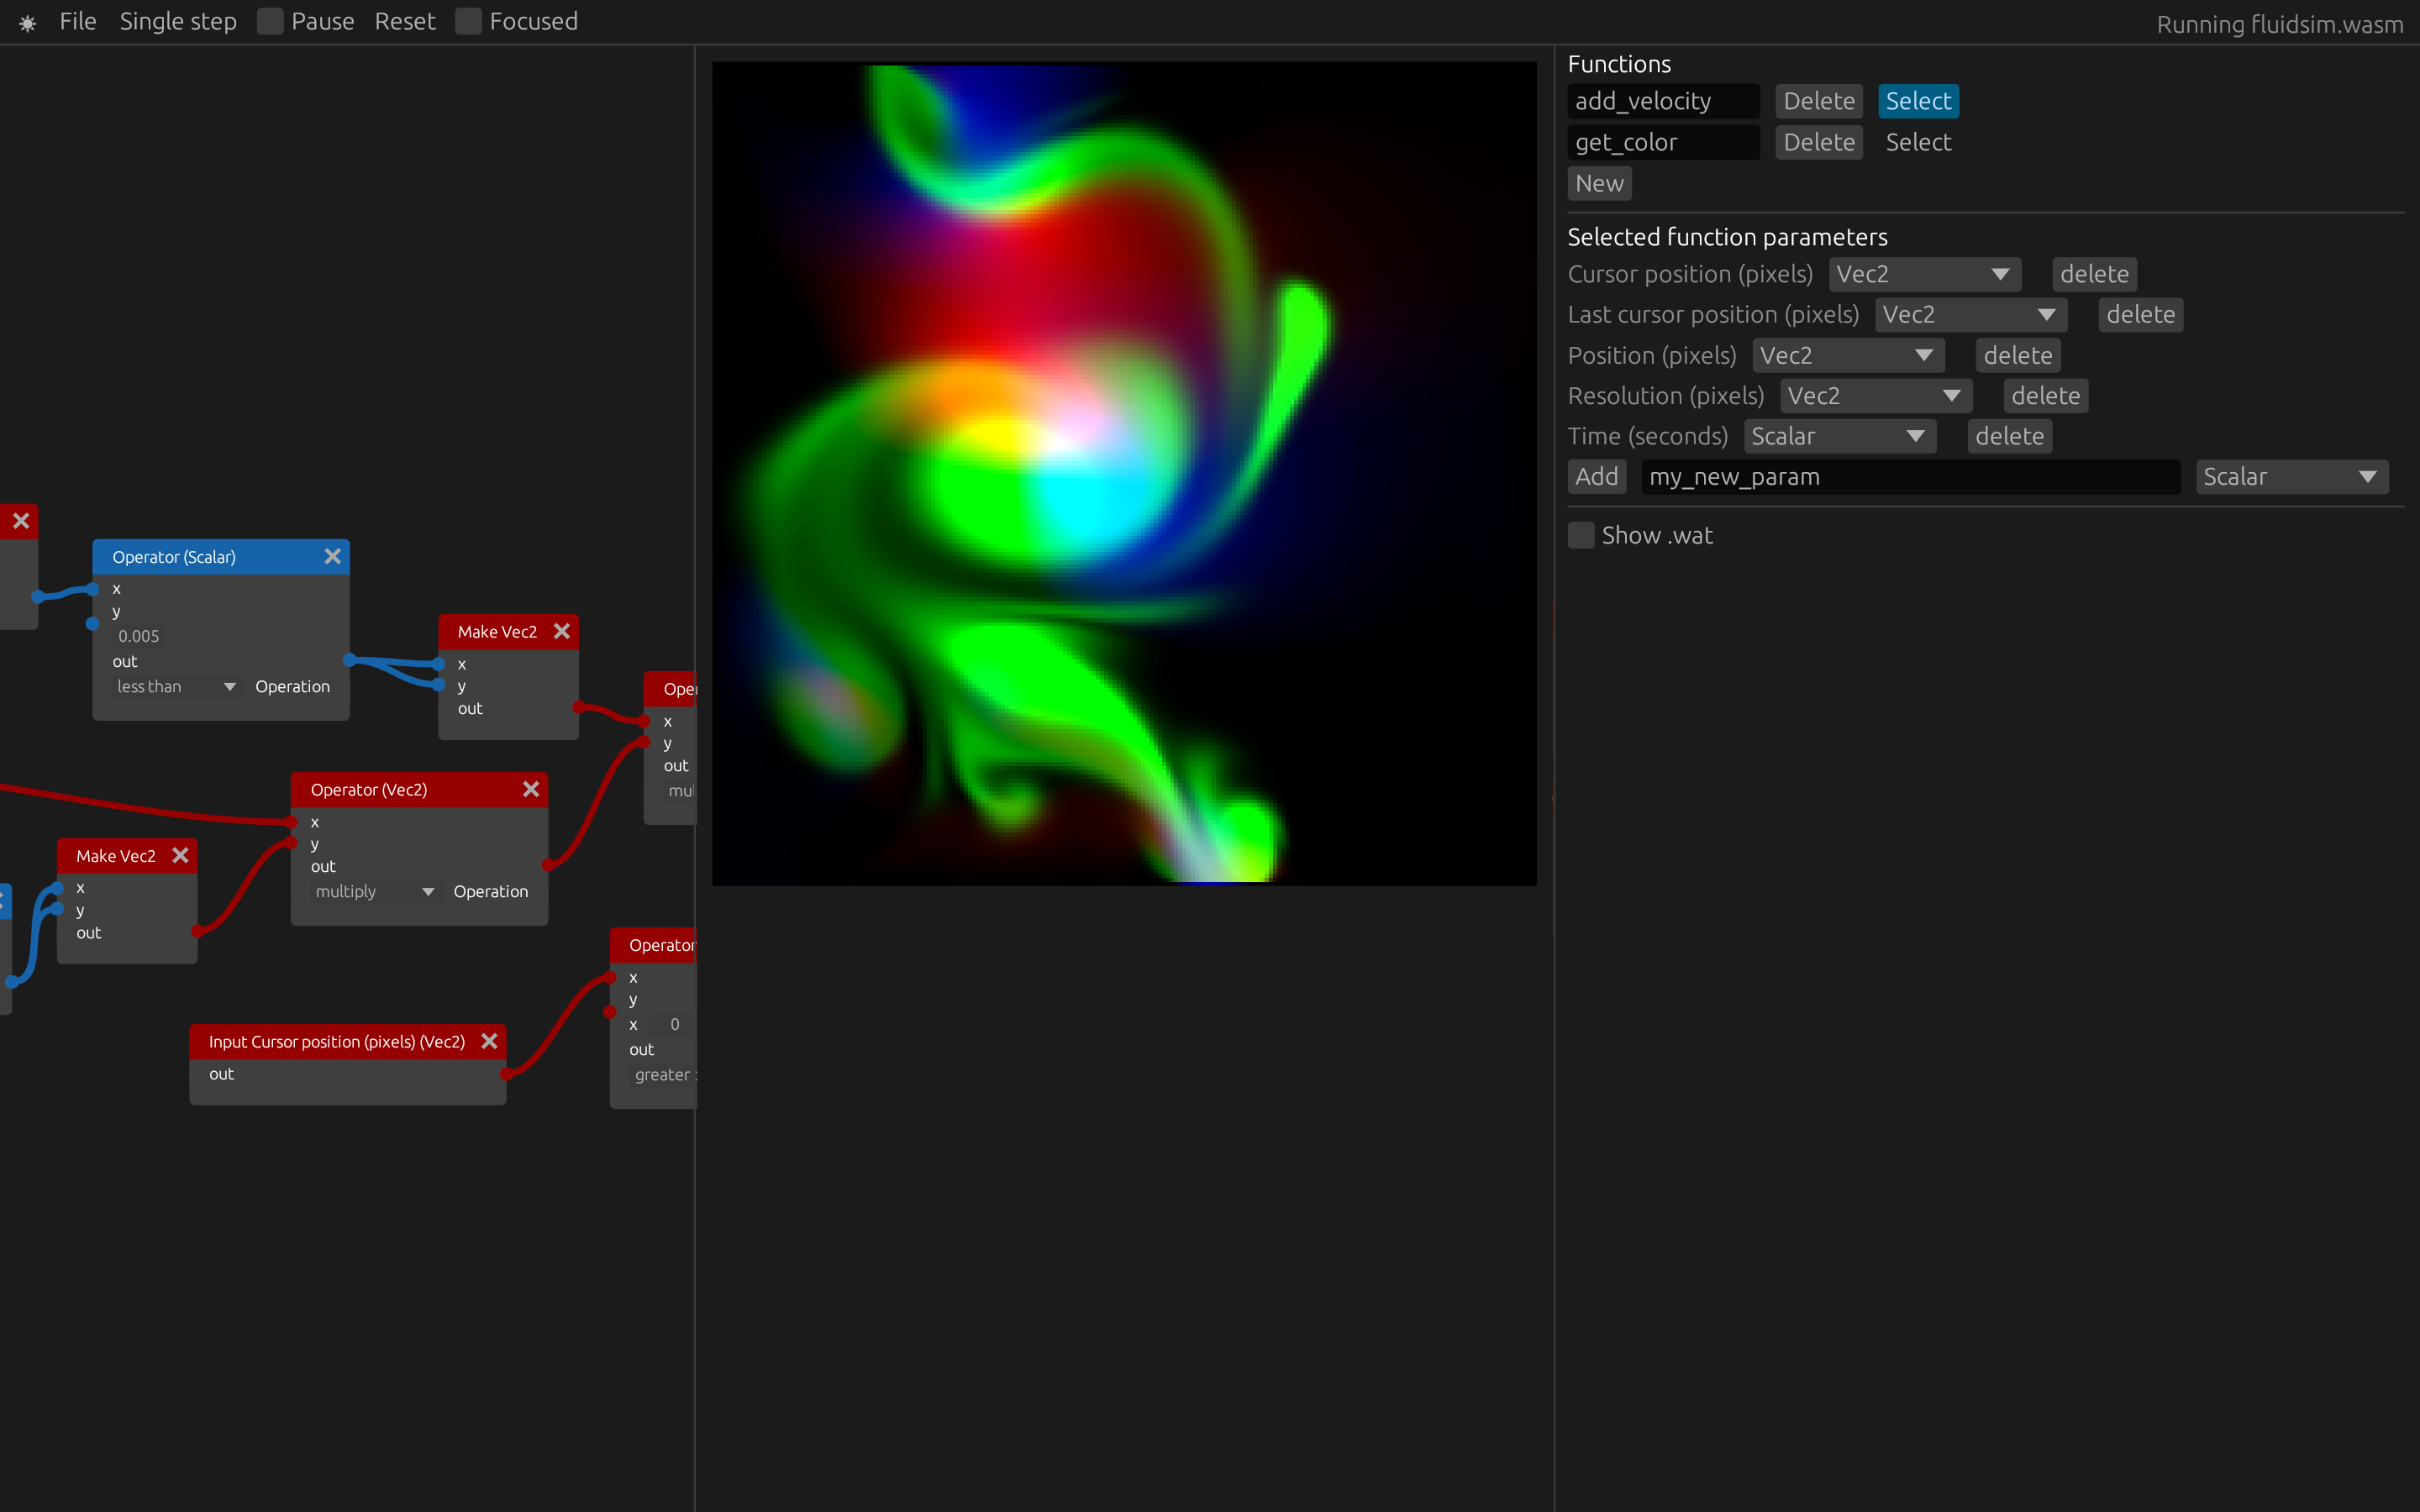 File Single step Pause Reset Focused Running fluidsim.wasm
Operator (Scalar)
x
y
0.005
out
less than Operation
Make Vec2
x
y
out
Oper
x
y
out
mul
Operator (Vec2)
x
y
out
multiply Operation
Make Vec2
x
y
out
Operator
x
y
x 0
out
greater
Input Cursor position (pixels) (Vec2)
out
Functions
add_velocity Delete Select
get_color Delete Select
New
Selected function parameters
Cursor position (pixels) Vec2 delete
Last cursor position (pixels) Vec2 delete
Position (pixels) Vec2 delete
Resolution (pixels) Vec2 delete
Time (seconds) Scalar delete
Add my_new_param Scalar
Show .wat